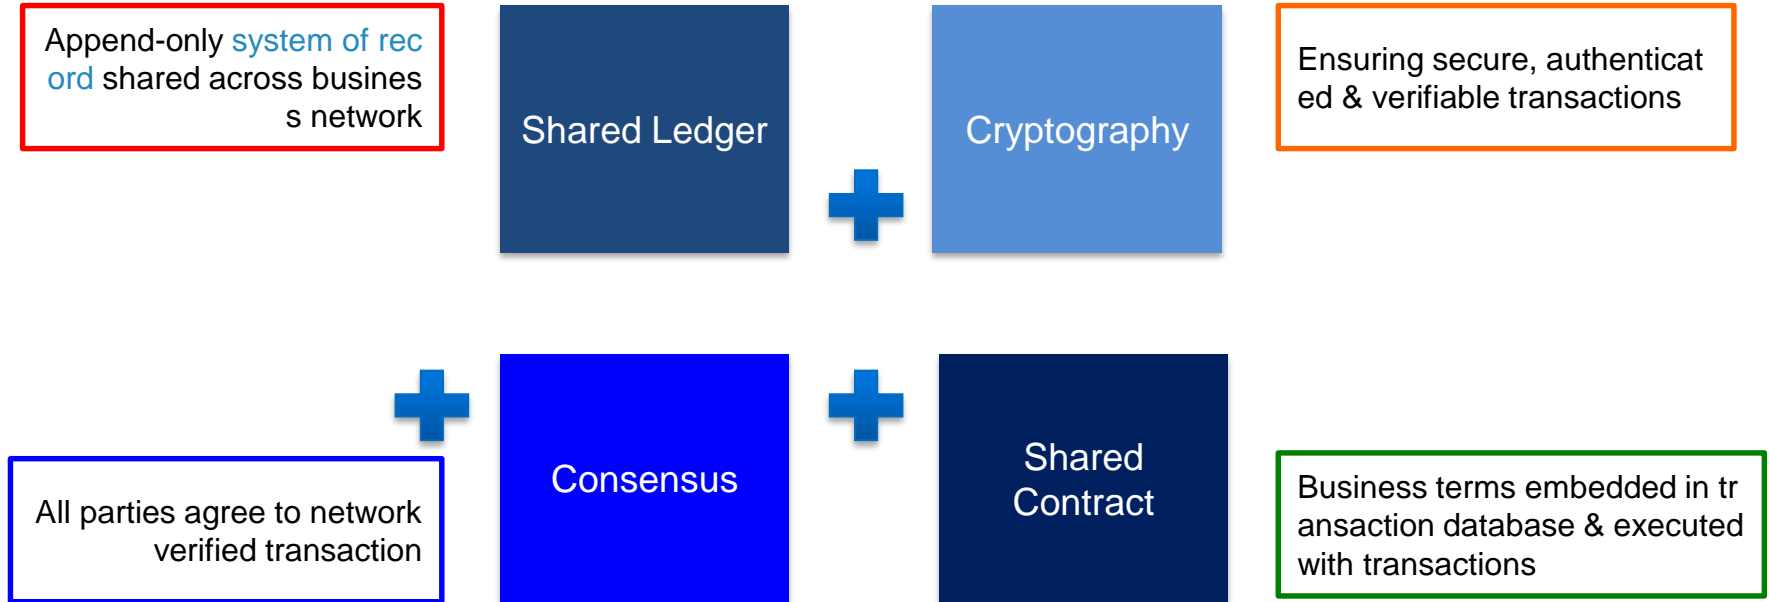 Append-only system of rec
ord shared across busines
s network
Shared Ledger
Cryptography
Ensuring secure, authenticat
ed & verifiable transactions
All parties agree to network
verified transaction
Consensus
Shared
Contract
Business terms embedded in tr
ansaction database & executed
with transactions